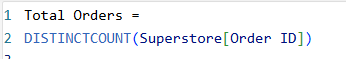 1 Total Orders =
2 DISTINCTCOUNT(Superstore[Order ID])